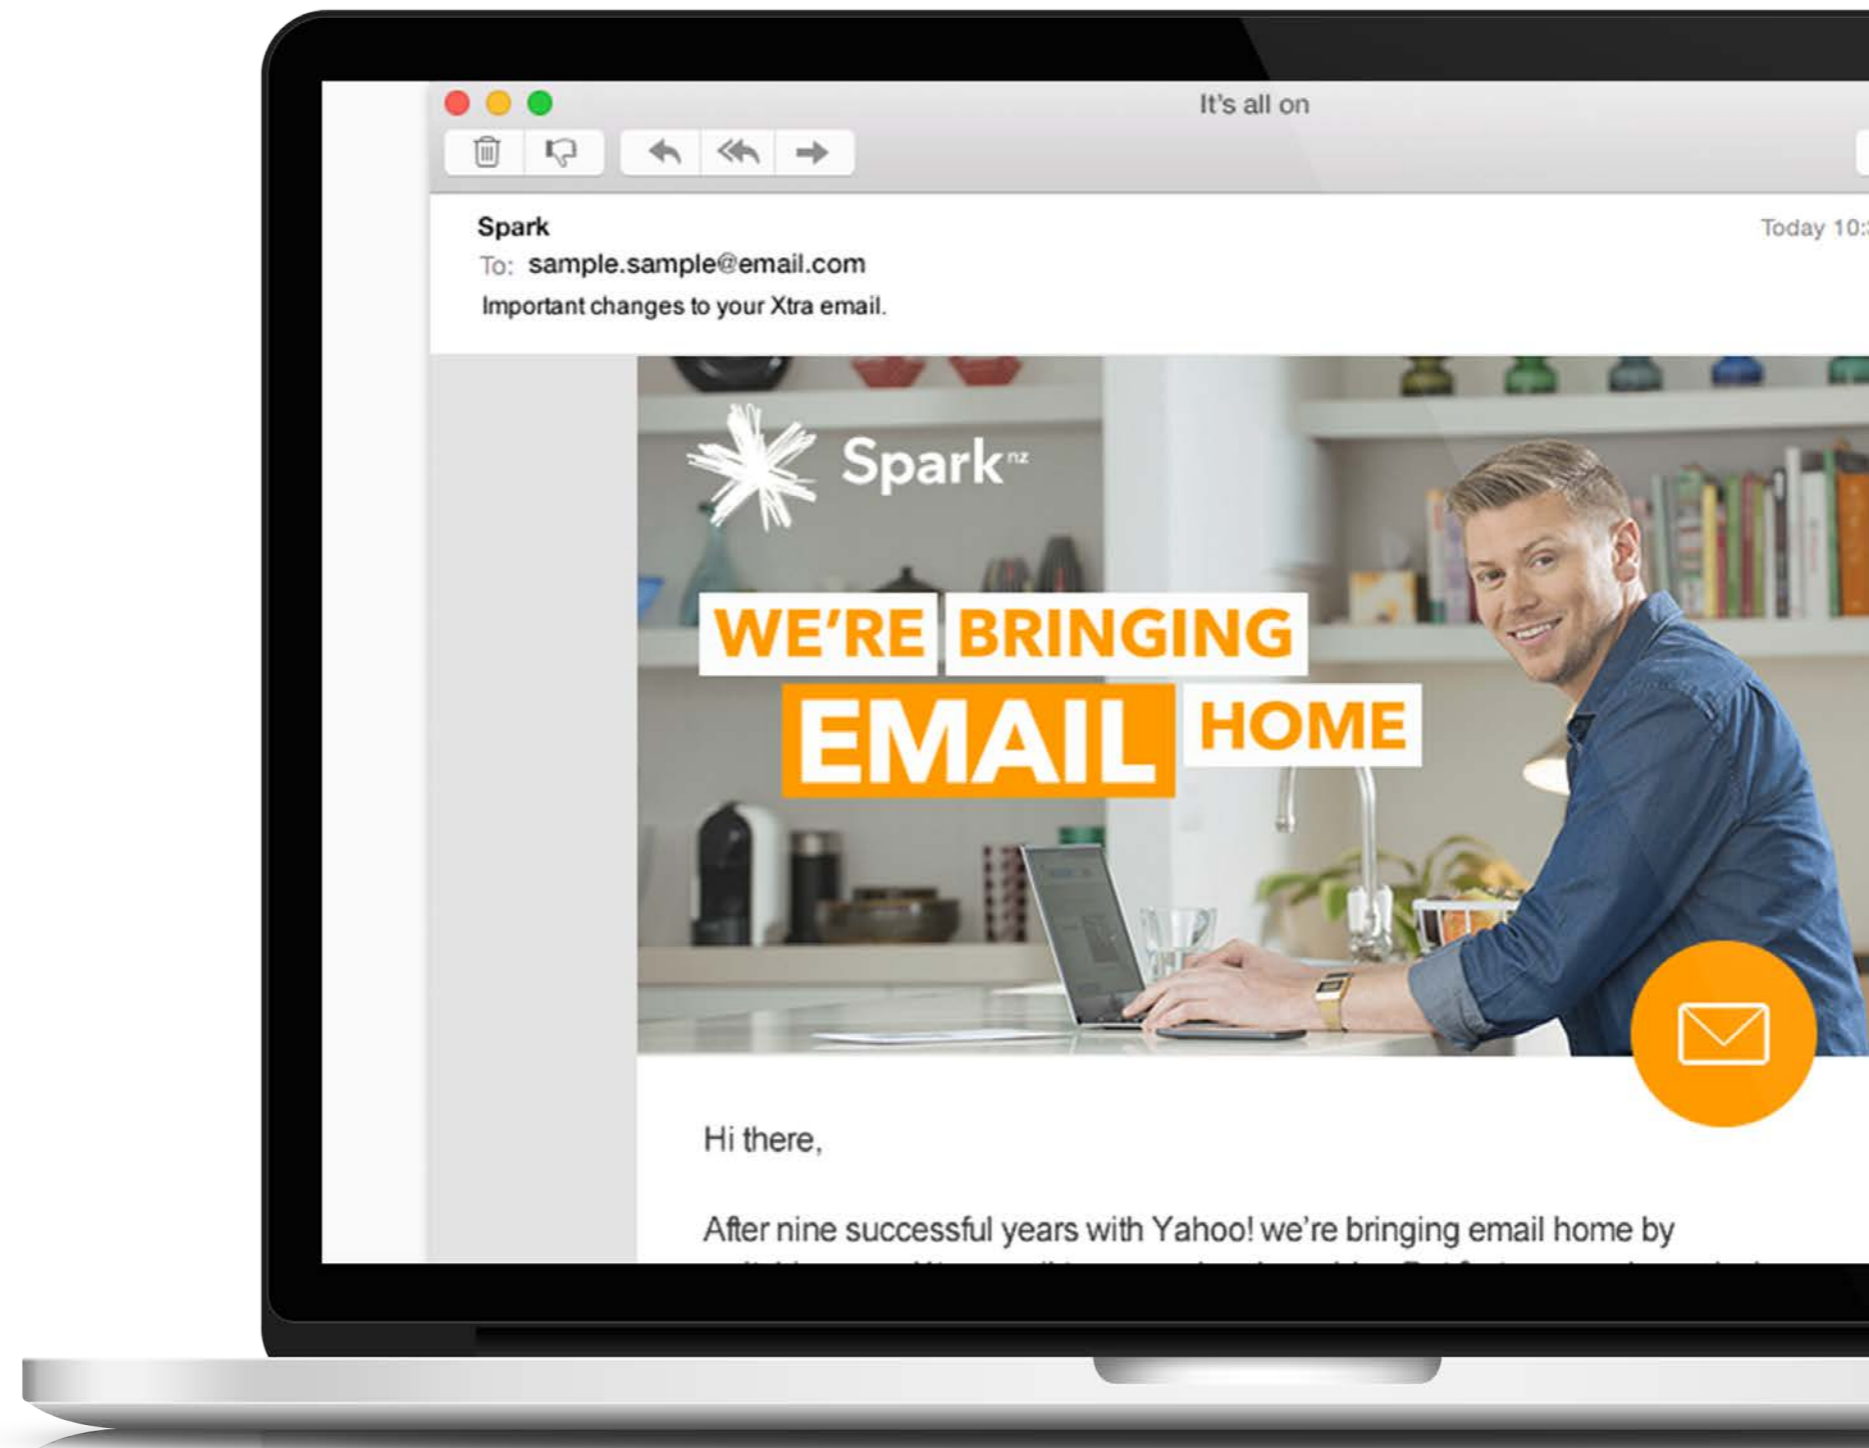 It's all on
Spark
Today 10:
To: sample.sample@email.com
Important changes to your Xtra email.
Spark nz
WE'RE BRINGING
EMAIL HOME
Hi there,
After nine successful years with Yahoo! we're bringing email home by